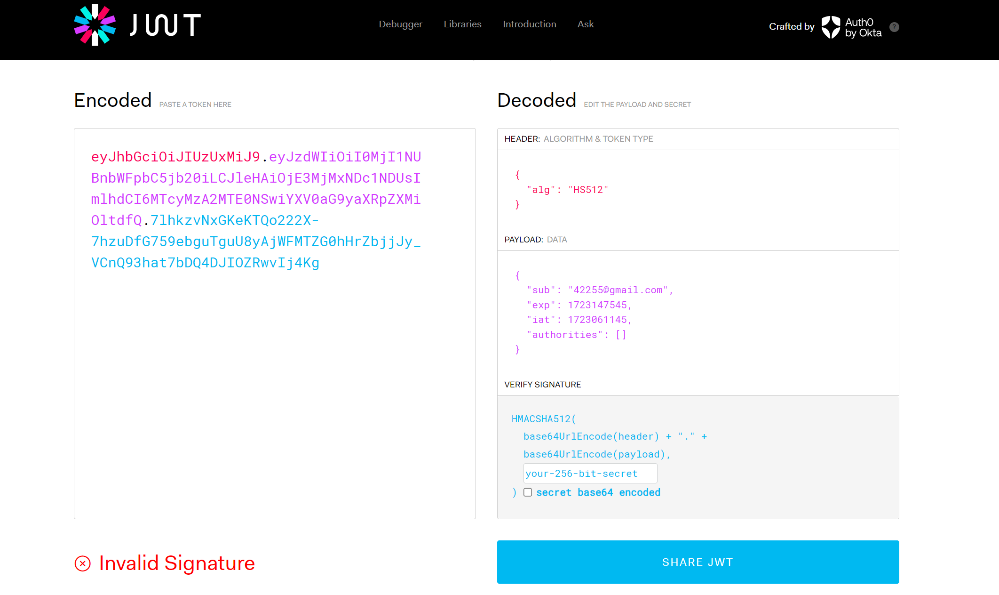 JWT
Debugger
Libraries
Introduction
Ask
Crafted by
Auth0
by Okta
?
Encoded PASTE A TOKEN HERE
eyJhbGciOiJIUzUxMiJ9.eyJzdWIiOiI0MjI1NU
BnbWFpbC5jb20iLCJleHAiOjE3MjMxNDc1NDUsI
mlhdCI6MTcyMzA2MTE0NSwiYXV0aG9yaXRpZXMi
OltdfQ.7lhkzvNxGKeKTQo222X-
7hzuDfG759ebguTguU8yAjWFMTZG0hHrZbjjJy_
VCnQ93hat7bDQ4DJIOZRwvIj4Kg
Invalid Signature
Decoded EDIT THE PAYLOAD AND SECRET
HEADER: ALGORITHM & TOKEN TYPE
{
"alg": "HS512"
}
PAYLOAD: DATA
{
"sub": "42255@gmail.com",
"exp": 1723147545,
"iat": 1723061145,
"authorities": []
}
VERIFY SIGNATURE
HMACSHA512(
base64UrlEncode(header) + "." +
base64UrlEncode(payload),
your-256-bit-secret
) secret base64 encoded
SHARE JWT